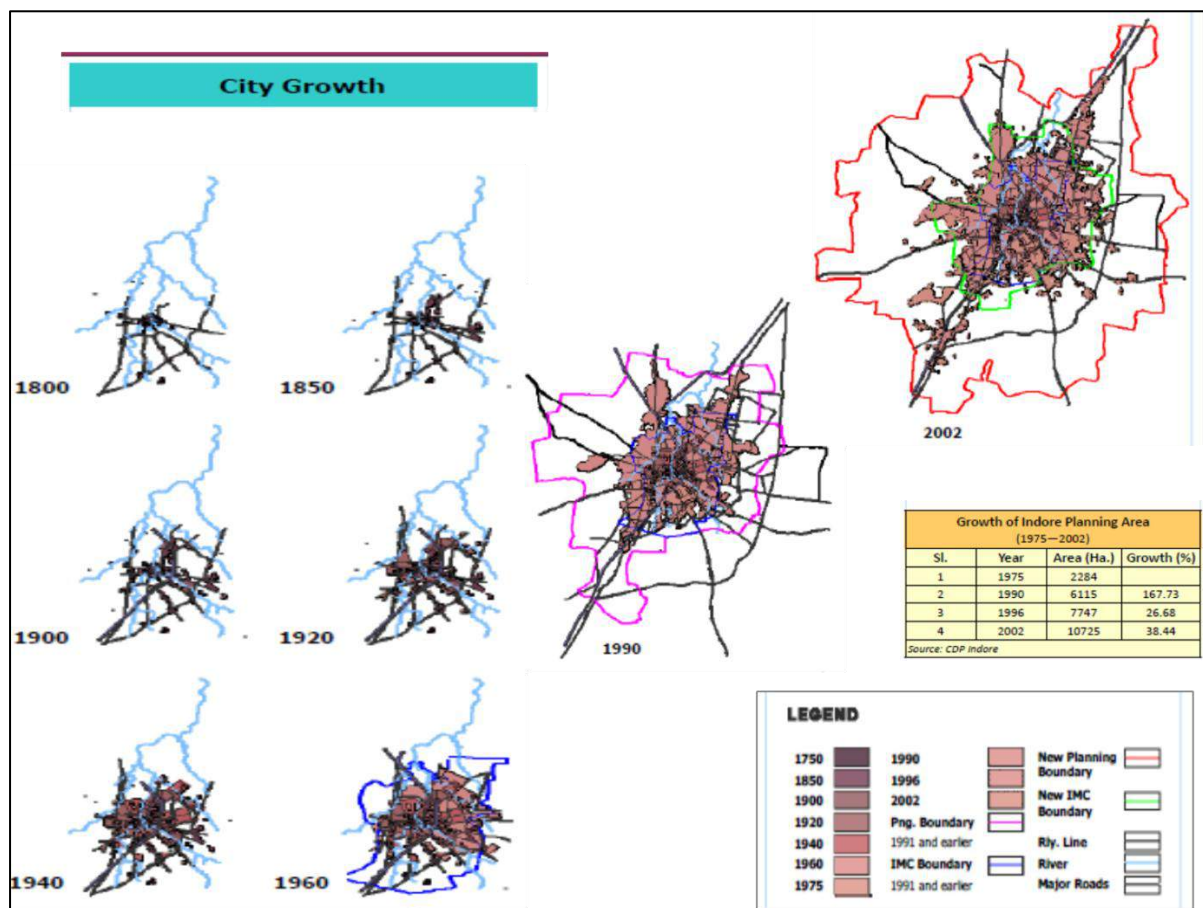 City Growth
1800
1850
1900
1920
1940
1960
1990
2002
Growth of Indore Planning Area
(1975—2002)
Sl. Year Area (Ha.) Growth (%)
1 1975 2284
2 1990 6115 167.73
3 1996 7747 26.68
4 2002 10725 38.44
Source: CDP Indore
LEGEND
1750
1850
1900
1920
1940
1960
1975
1990
1996
2002
Png. Boundary
1991 and earlier
IMC Boundary
1991 and earlier
New Planning
Boundary
New IMC
Boundary
Rly. Line
River
Major Roads